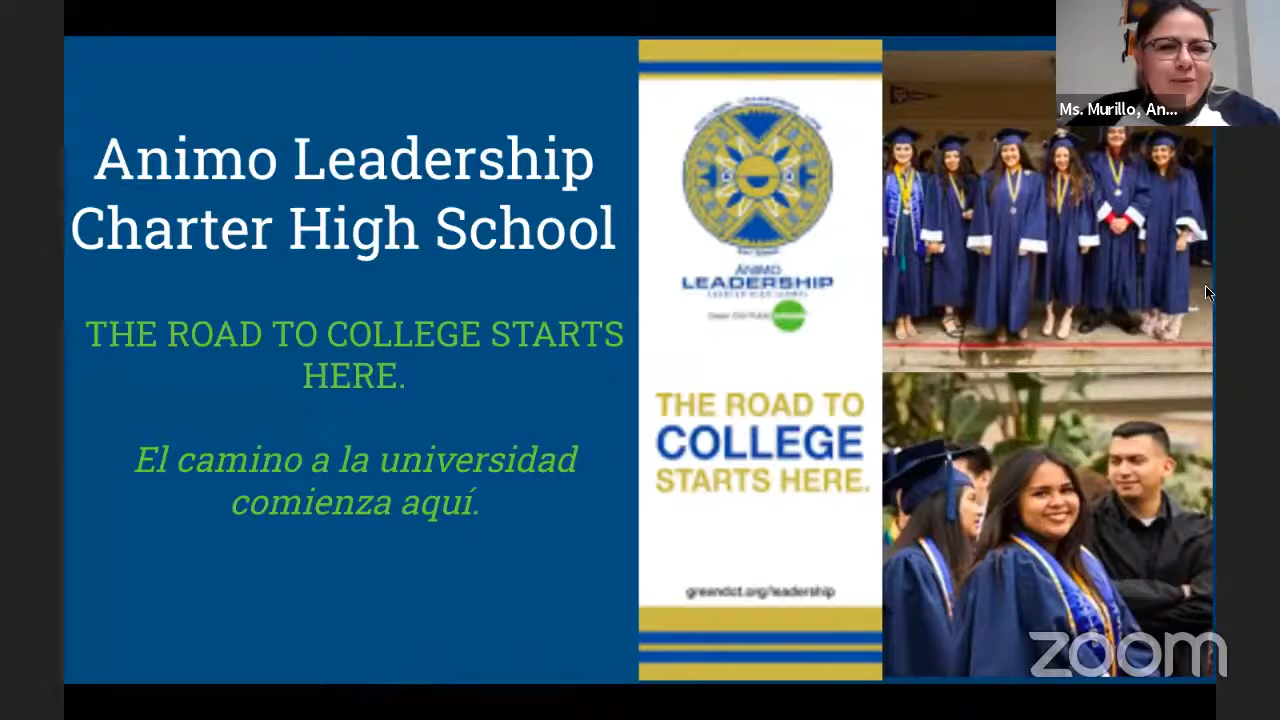 Animo Leadership
Charter High School
THE ROAD TO COLLEGE STARTS
HERE.
El camino a la universidad
comienza aquí.
ANIMO
LEADERSHIP
THE ROAD TO
COLLEGE
STARTS HERE.
greendot.org/leadership
Ms. Murillo, An...
zoom